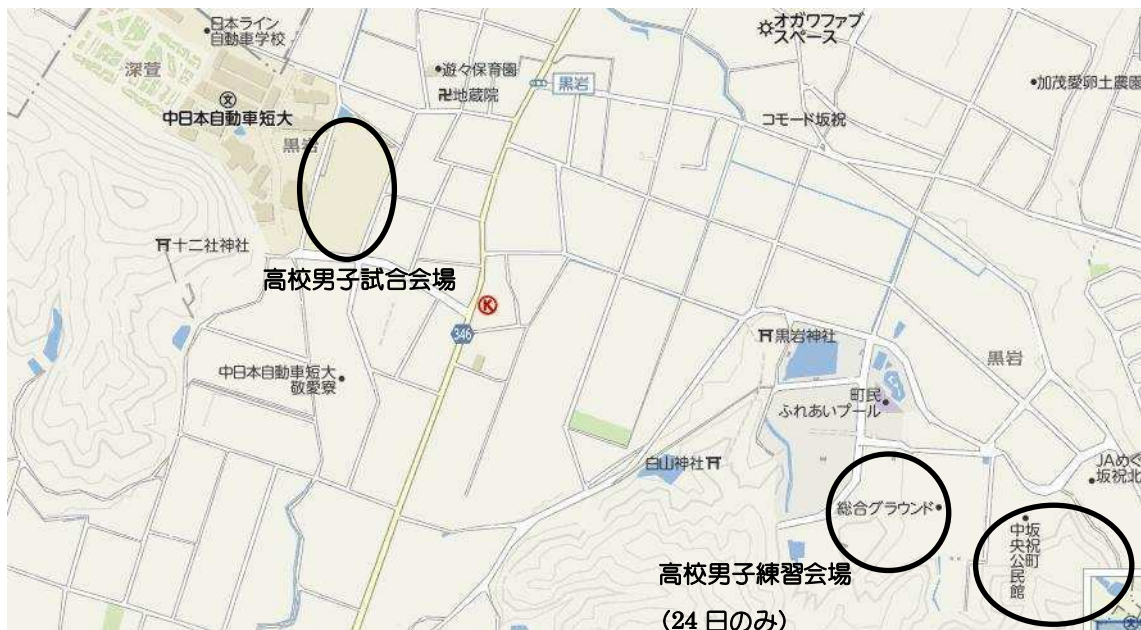 日本ライン
自動車学校
オガワファブ
スペース
深萱
遊々保育園
地蔵院
黒岩
加茂愛卵土農園
文
中日本自動車短大
コモード坂祝
黒岩
十二社神社
高校男子試合会場
K
346
黒岩神社
黒岩
中日本自動車短大
敬愛寮
町民
ふれあいプール
白山神社
JAめぐ
坂祝北
総合グラウンド
坂祝町
中央公民館
高校男子練習会場
(24日のみ)
文